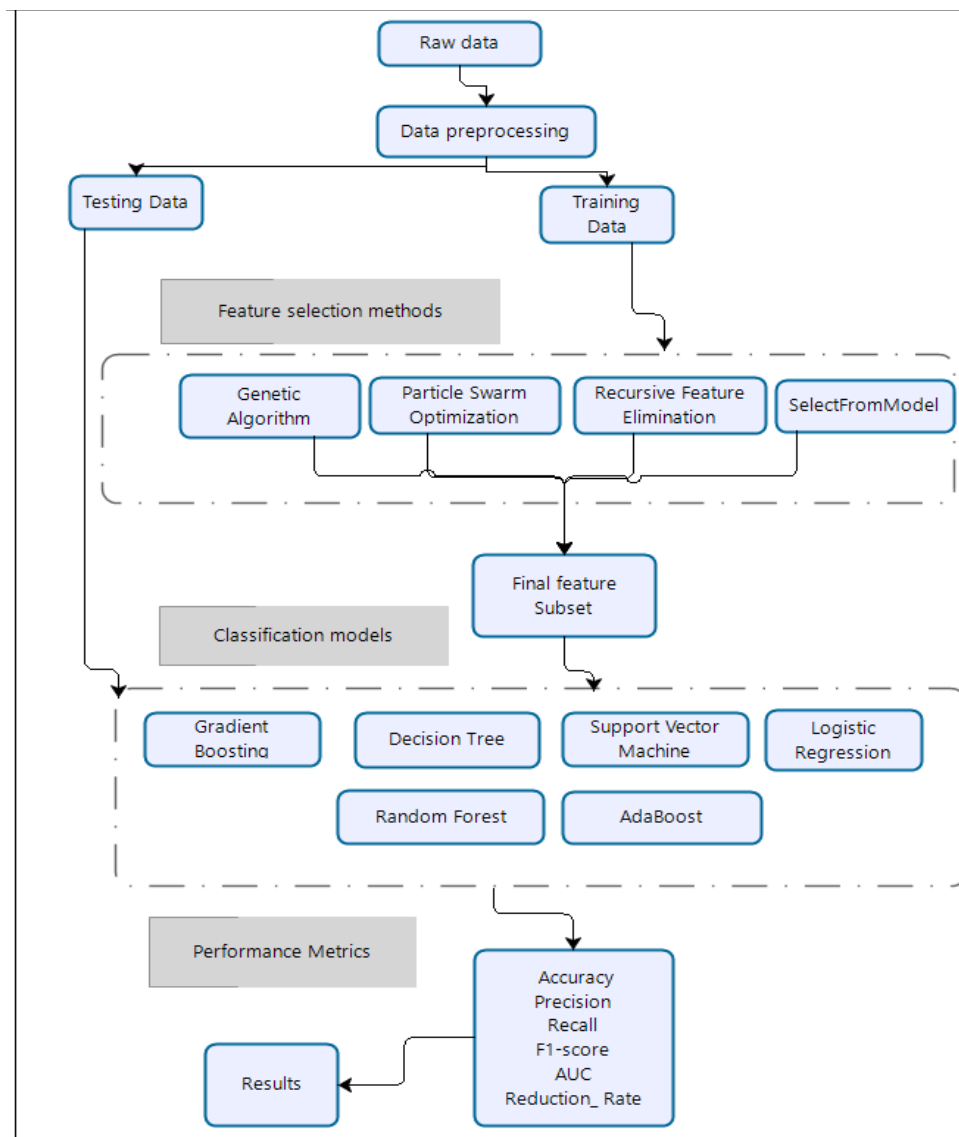 Raw data
Data preprocessing
Testing Data
Training
Data
Feature selection methods
Genetic
Algorithm
Particle Swarm
Optimization
Recursive Feature
Elimination
SelectFromModel
Final feature
Subset
Classification models
Gradient
Boosting
Decision Tree
Support Vector
Machine
Logistic
Regression
Random Forest
AdaBoost
Performance Metrics
Accuracy
Precision
Recall
F1-score
AUC
Reduction_ Rate
Results